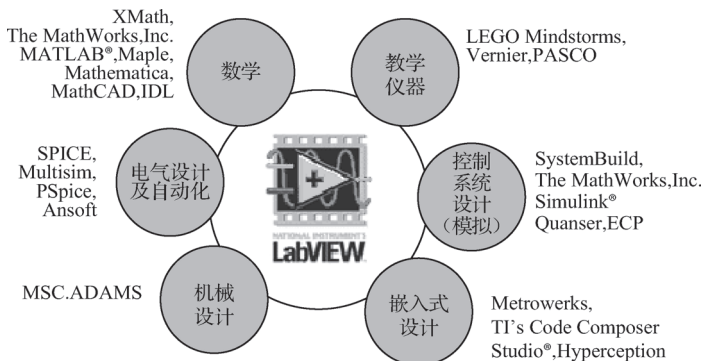 XMath,
The MathWorks,Inc.
MATLAB®,Maple,
Mathematica,
MathCAD,IDL
数学
教学
仪器
LEGO Mindstorms,
Vernier,PASCO
SPICE,
Multisim,
PSpice,
Ansoft
电气设计
及自动化
NATIONAL INSTRUMENTS
LabVIEW
控制
系统
设计
（模拟）
SystemBuild,
The MathWorks,Inc.
Simulink®
Quanser,ECP
MSC.ADAMS
机械
设计
嵌入式
设计
Metrowerks,
TI's Code Composer
Studio®,Hyperception